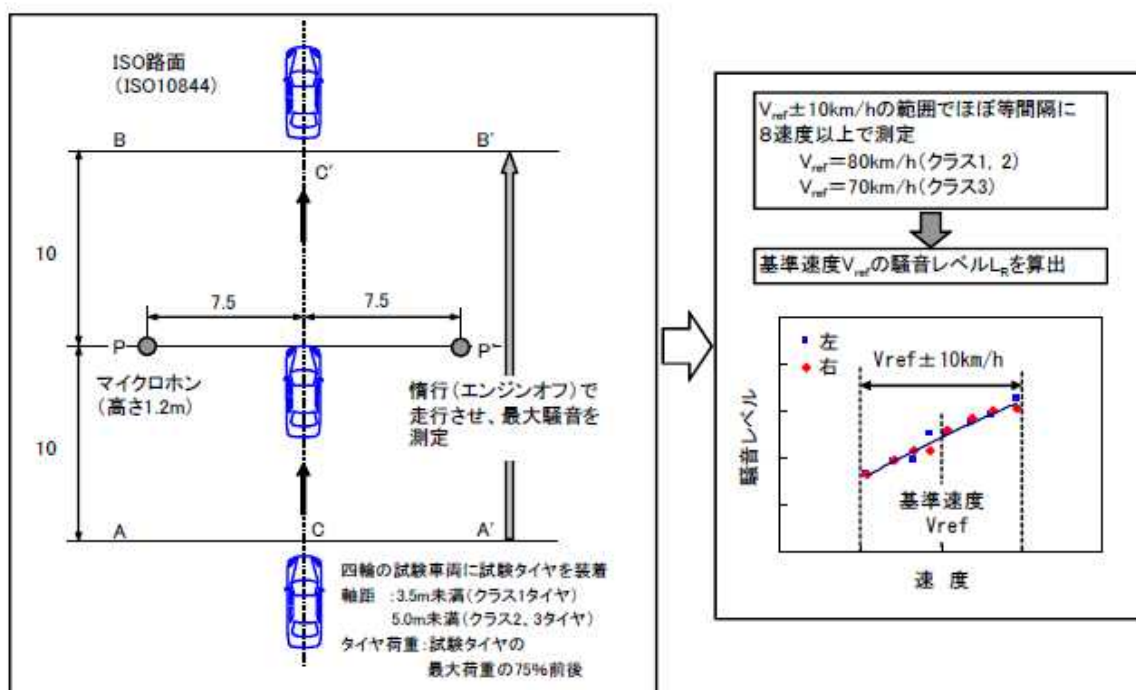 ISO路面
(ISO10844)
B
B′
C′
10
7.5
7.5
P
P′
マイクロホン
(高さ1.2m)
惰行(エンジンオフ)で
走行させ、最大騒音を
測定
10
A
C
A′
四輪の試験車両に試験タイヤを装着
軸距 :3.5m未満(クラス1タイヤ)
5.0m未満(クラス2、3タイヤ)
タイヤ荷重:試験タイヤの
最大荷重の75%前後
Vref±10km/hの範囲でほぼ等間隔に
8速度以上で測定
Vref=80km/h(クラス1, 2)
Vref=70km/h(クラス3)
基準速度Vrefの騒音レベルLRを算出
左
右
Vref±10km/h
騒音レベル
基準速度
Vref
速 度